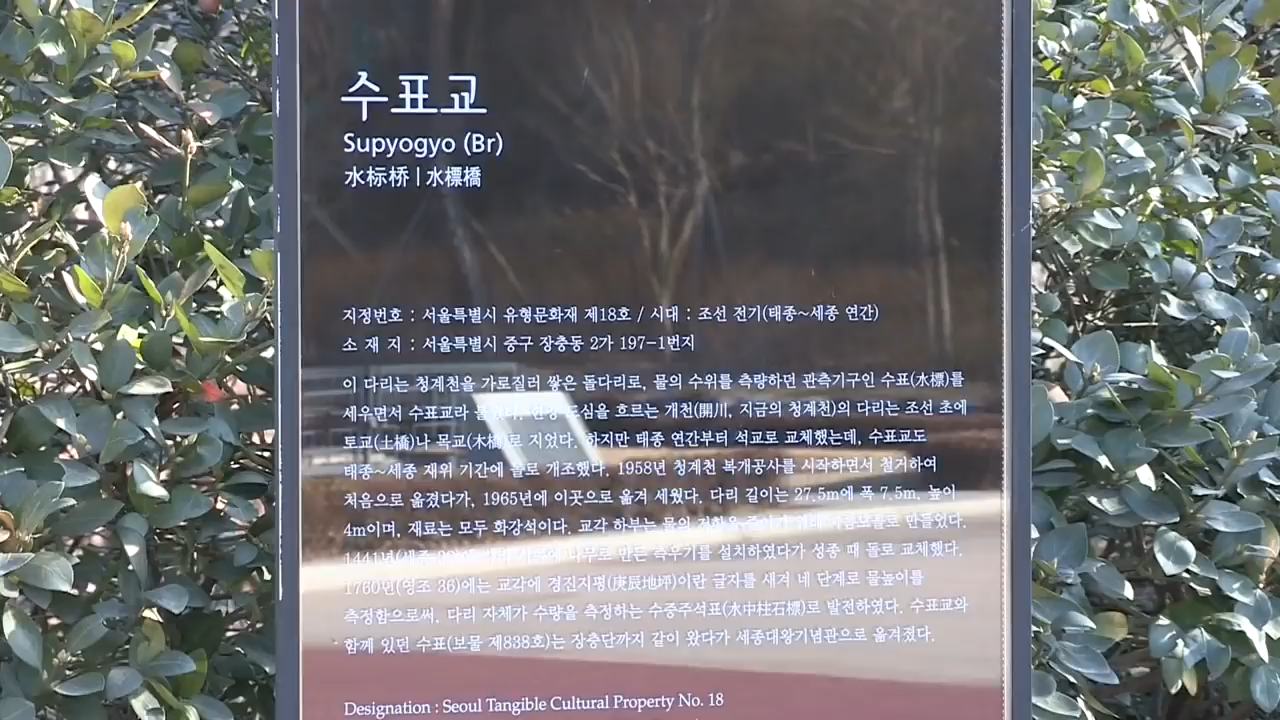 수표교
Supyogyo (Br)
水标桥 | 水標橋
지정번호 : 서울특별시 유형문화재 제18호 / 시대 : 조선 전기(태종~세종 연간)
소 재 지 : 서울특별시 중구 장충동 2가 197-1번지
이 다리는 청계천을 가로질러 쌓은 돌다리로, 물의 수위를 측량하던 관측기구인 수표(水標)를
세우면서 수표교라 도심을 흐르는 개천(開川, 지금의 청계천)의 다리는 조선 초에
토교(土橋)나 목교(木橋)로 지었다. 하지만 태종 연간부터 석교로 교체했는데, 수표교도
태종~세종 재위 기간에 돌로 개조했다. 1958년 청계천 복개공사를 시작하면서 철거하여
처음으로 옮겼다가, 1965년에 이곳으로 옮겨 세웠다. 다리 길이는 27.5m에 폭 7.5m, 높이
4m이며, 재료는 모두 화강석이다. 교각 하부는 물의 만들었다.
나무로 만든 측우기를 설치하였다가 성종 때 돌로 교체했다.
1760년(영조 36)에는 교각에 경진지평(庚辰地坪)이란 글자를 새겨 네 단계로 물높이를
측정함으로써, 다리 자체가 수량을 측정하는 수중주석표(水中柱石標)로 발전하였다. 수표교와
함께 있던 수표(보물 제838호)는 장충단까지 같이 왔다가 세종대왕기념관으로 옮겨졌다.
Designation : Seoul Tangible Cultural Property No. 18